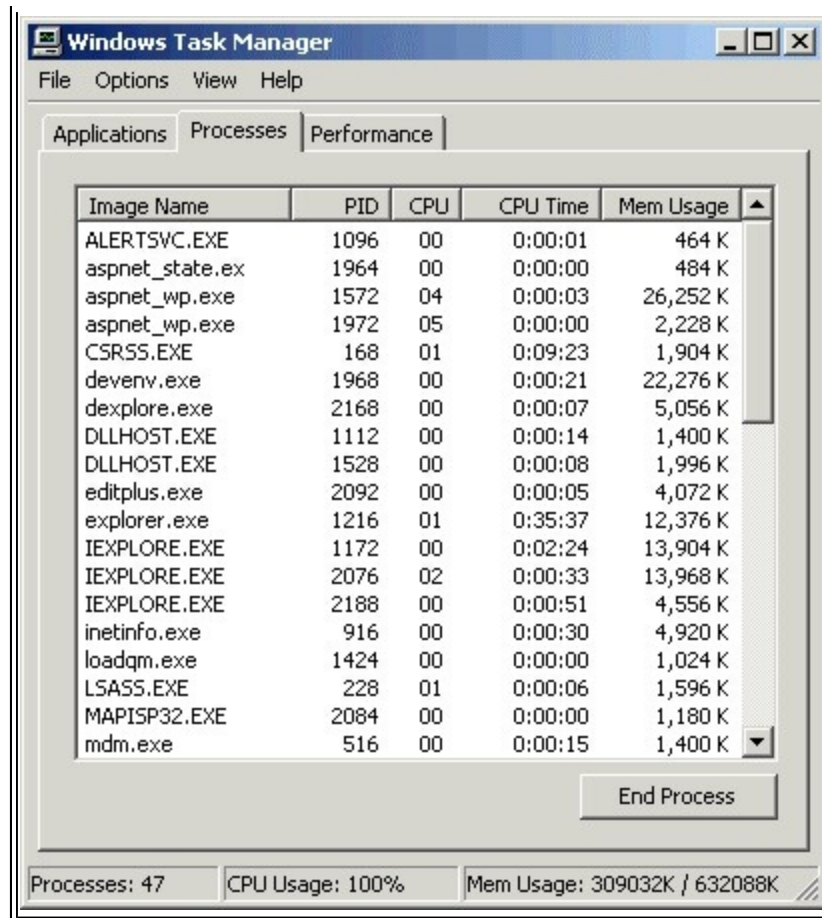 Windows Task Manager
File Options View Help
Applications Processes Performance
Image Name PID CPU CPU Time Mem Usage
ALERTSVC.EXE 1096 00 0:00:01 464 K
aspnet_state.ex 1964 00 0:00:00 484 K
aspnet_wp.exe 1572 04 0:00:03 26,252 K
aspnet_wp.exe 1972 05 0:00:00 2,228 K
CSRSS.EXE 168 01 0:09:23 1,904 K
devenv.exe 1968 00 0:00:21 22,276 K
dexplore.exe 2168 00 0:00:07 5,056 K
DLLHOST.EXE 1112 00 0:00:14 1,400 K
DLLHOST.EXE 1528 00 0:00:08 1,996 K
editplus.exe 2092 00 0:00:05 4,072 K
explorer.exe 1216 01 0:35:37 12,376 K
IEXPLORE.EXE 1172 00 0:02:24 13,904 K
IEXPLORE.EXE 2076 02 0:00:33 13,968 K
IEXPLORE.EXE 2188 00 0:00:51 4,556 K
inetinfo.exe 916 00 0:00:30 4,920 K
loadqm.exe 1424 00 0:00:00 1,024 K
LSASS.EXE 228 01 0:00:06 1,596 K
MAPISP32.EXE 2084 00 0:00:00 1,180 K
mdm.exe 516 00 0:00:15 1,400 K
End Process
Processes: 47 CPU Usage: 100% Mem Usage: 309032K / 632088K